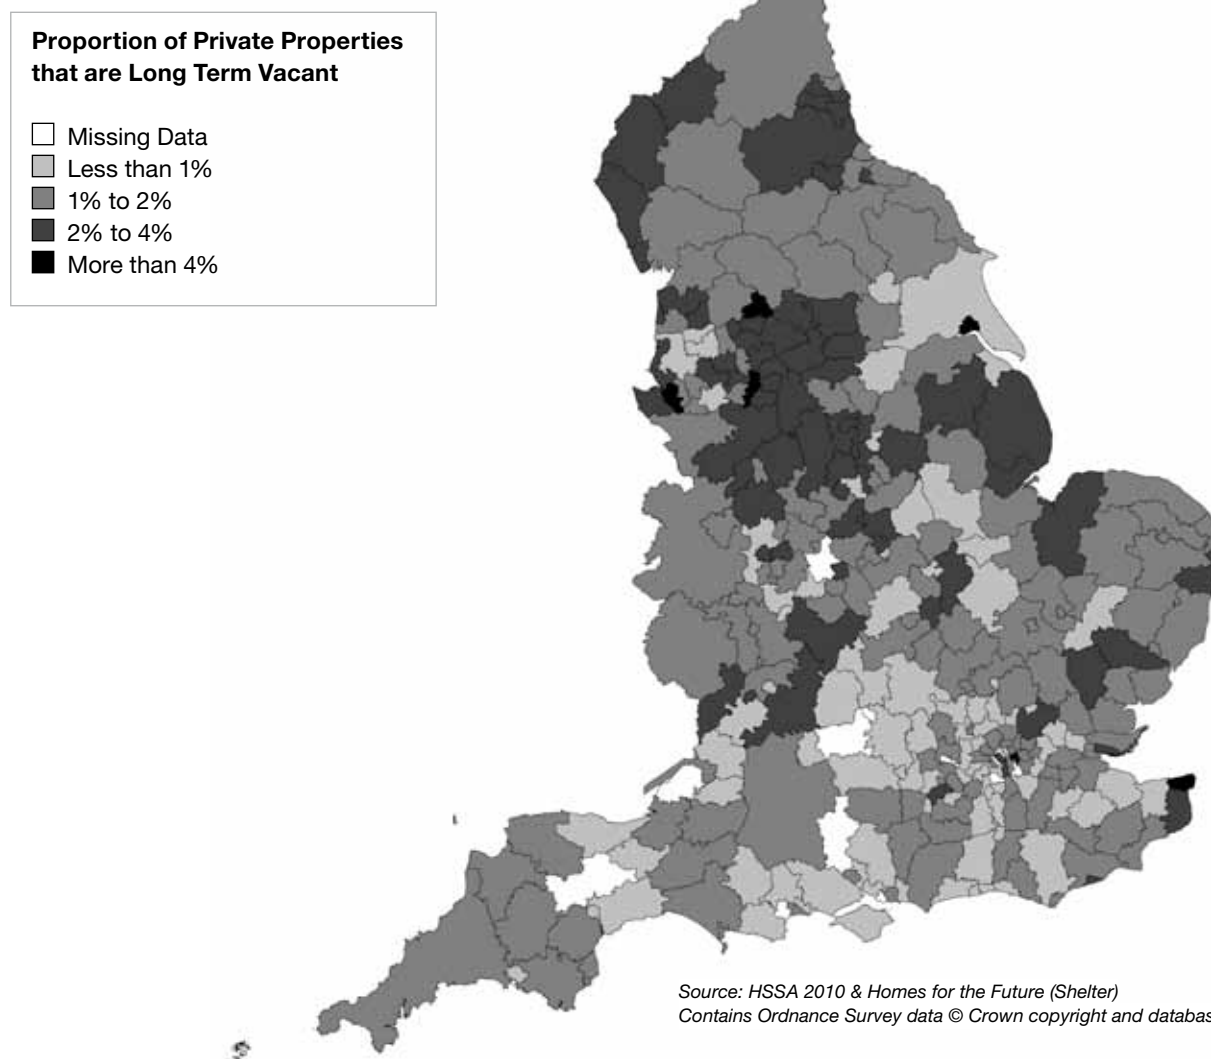 Proportion of Private Properties
that are Long Term Vacant
Missing Data
Less than 1%
1% to 2%
2% to 4%
More than 4%
Source: HSSA 2010 & Homes for the Future (Shelter)
Contains Ordnance Survey data © Crown copyright and databas